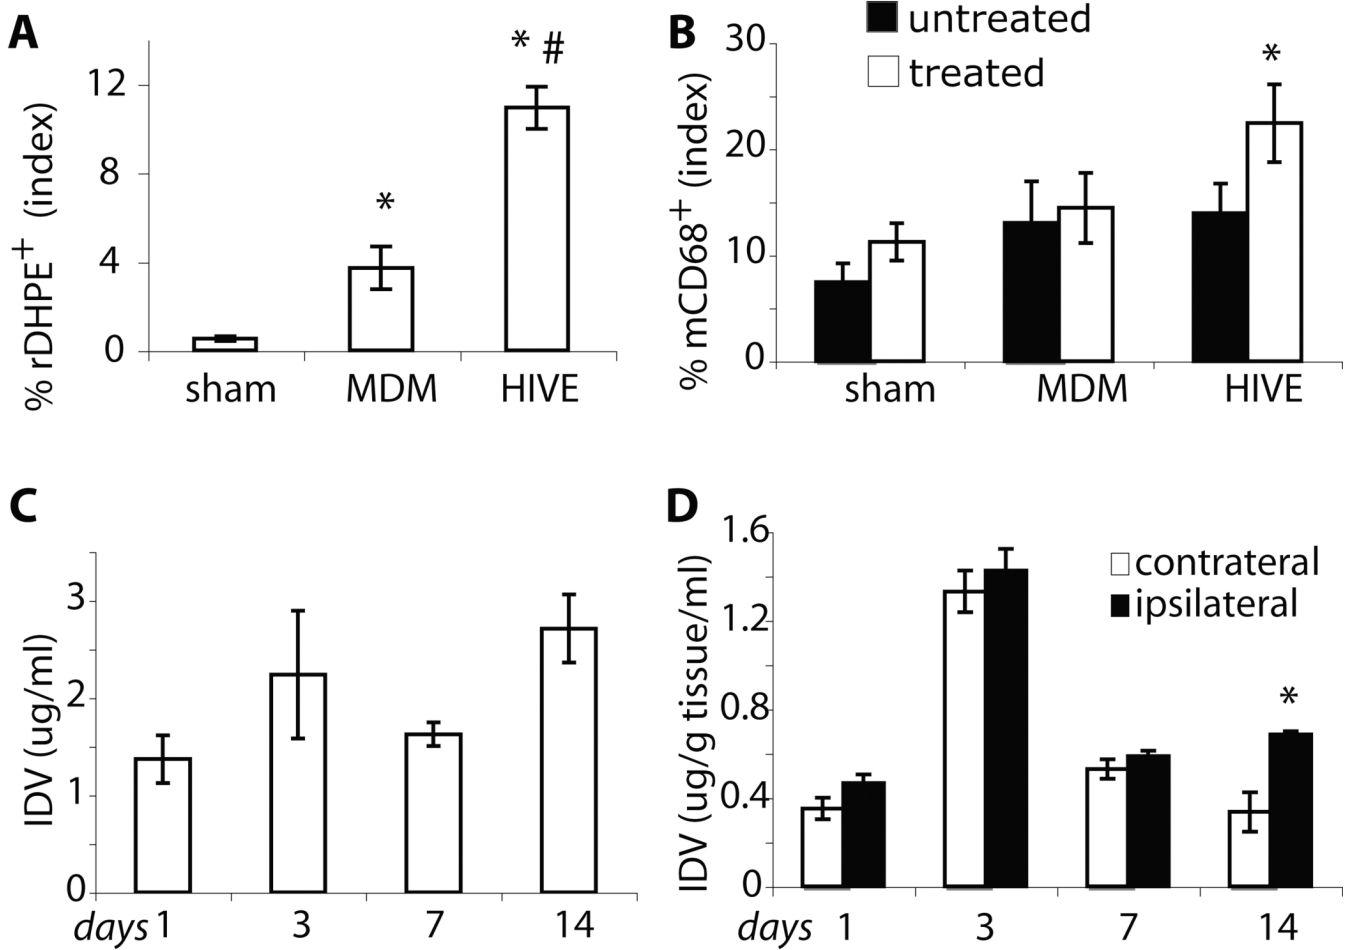 A
* #
12
*
8
4
0
% rDHPE+ (index)
sham MDM HIVE
B
untreated
treated
30
*
20
10
0
% mCD68+ (index)
sham MDM HIVE
C
3
2
1
0
IDV (ug/ml)
days 1 3 7 14
D
1.6
contrateral
ipsilateral
1.2
0.8
*
0.4
0
IDV (ug/g tissue/ml)
days 1 3 7 14